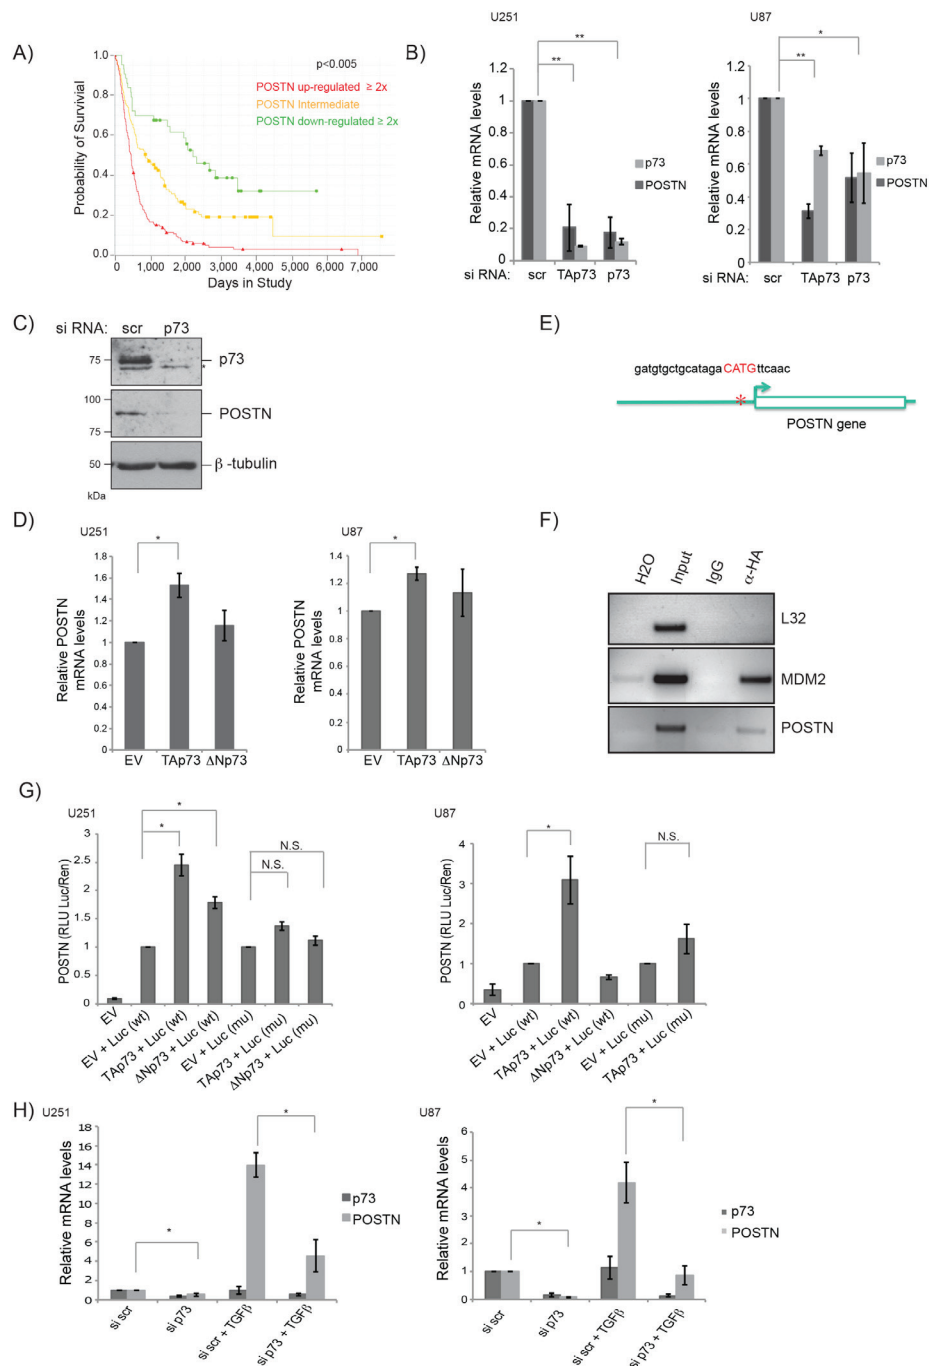 A)
p<0.005
POSTN up-regulated ≥ 2x
POSTN Intermediate
POSTN down-regulated ≥ 2x
Probability of Survival
1.0
0.8
0.6
0.4
0.2
0.0
0 1,000 2,000 3,000 4,000 5,000 6,000 7,000
Days in Study
B)
U251
**
**
Relative mRNA levels
1.2
1
0.8
0.6
0.4
0.2
0
p73
POSTN
si RNA: scr TAp73 p73
U87
*
**
Relative mRNA levels
1.2
1
0.8
0.6
0.4
0.2
0
p73
POSTN
si RNA: scr TAp73 p73
C)
si RNA: scr p73
75
p73
*
100
75
POSTN
50
β -tubulin
kDa
E)
gatgtgctgcatagaCATGttcaac
*
POSTN gene
D)
U251
*
Relative POSTN
mRNA levels
1.8
1.6
1.4
1.2
1
0.8
0.6
0.4
0.2
0
EV TAp73 ΔNp73
U87
*
Relative POSTN
mRNA levels
1.4
1.2
1
0.8
0.6
0.4
0.2
0
EV TAp73 ΔNp73
F)
H2O Input IgG α-HA
L32
MDM2
POSTN
G)
U251
*
*
N.S.
N.S.
POSTN (RLU Luc/Ren)
3
2.5
2
1.5
1
0.5
0
EV
EV + Luc (wt)
TAp73 + Luc (wt)
ΔNp73 + Luc (wt)
EV + Luc (mu)
TAp73 + Luc (mu)
ΔNp73 + Luc (mu)
U87
*
N.S.
POSTN (RLU Luc/Ren)
4
3
2
1
0
EV
EV + Luc (wt)
TAp73 + Luc (wt)
ΔNp73 + Luc (wt)
EV + Luc (mu)
TAp73 + Luc (mu)
H)
U251
*
*
Relative mRNA levels
18
16
14
12
10
8
6
4
2
0
p73
POSTN
si scr
si p73
si scr + TGFβ
si p73 + TGFβ
U87
*
*
Relative mRNA levels
6
5
4
3
2
1
0
p73
POSTN
si scr
si p73
si scr + TGFβ
si p73 + TGFβ